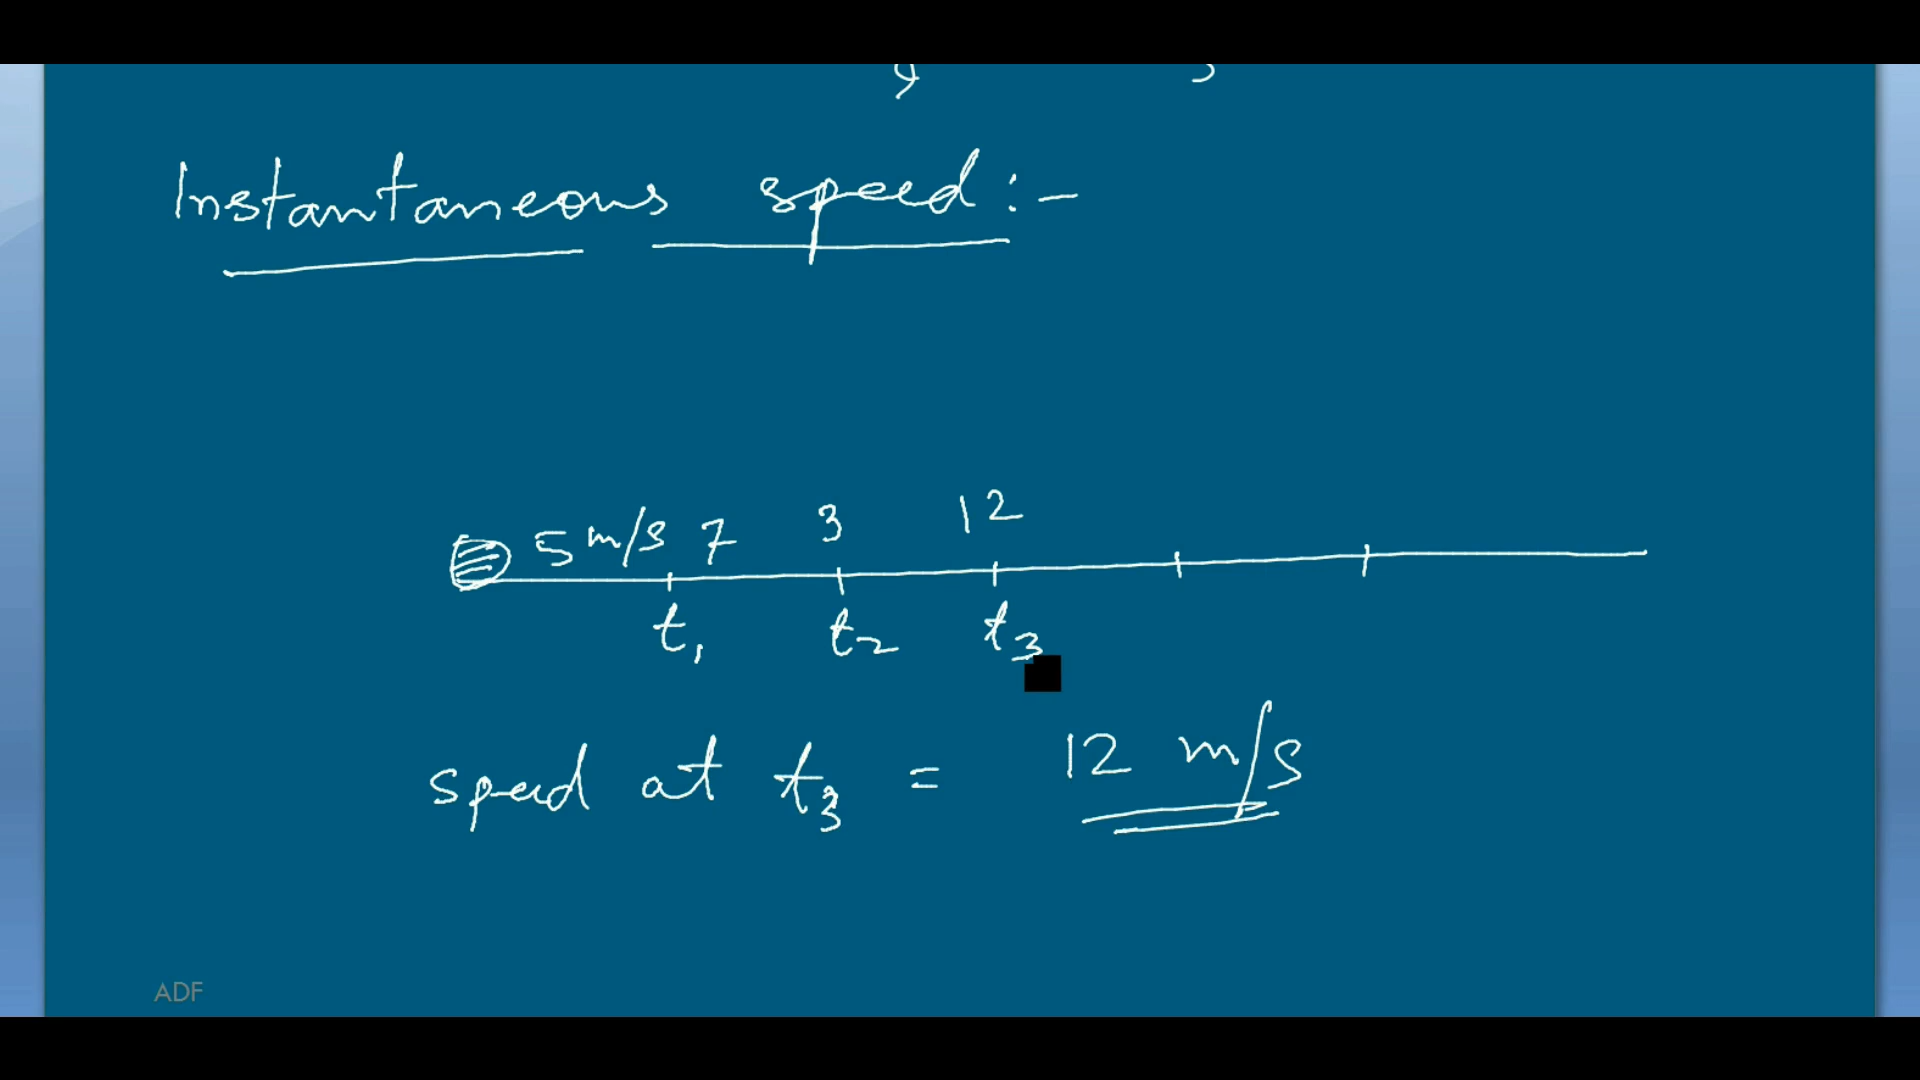 Instantaneous speed:-
5 m/s 7 3 12
t1 t2 t3
speed at t3 = 12 m/s
ADF